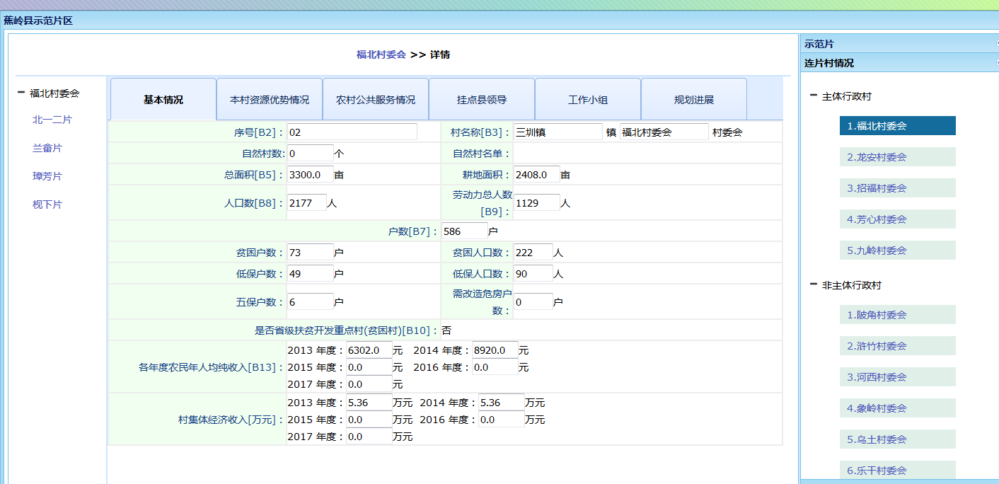 蕉岭县示范片区
福北村委会 >> 详情
福北村委会
北一二片
兰畲片
璋芳片
枧下片
基本情况 本村资源优势情况 农村公共服务情况 挂点县领导 工作小组 规划进展
序号[B2]： 02 村名称[B3]： 三圳镇 镇 福北村委会 村委会
自然村数: 0 个 自然村名单：
总面积[B5]： 3300.0 亩 耕地面积： 2408.0 亩
人口数[B8]： 2177 人 劳动力总人数
[B9]： 1129 人
户数[B7]： 586 户
贫困户数： 73 户 贫困人口数： 222 人
低保户数： 49 户 低保人口数： 90 人
五保户数： 6 户 需改造危房户
数： 0 户
是否省级扶贫开发重点村(贫困村)[B10]： 否
各年度农民年人均纯收入[B13]：
2013 年度： 6302.0 元 2014 年度： 8920.0 元
2015 年度： 0.0 元 2016 年度： 0.0 元
2017 年度： 0.0 元
村集体经济收入[万元]：
2013 年度： 5.36 万元 2014 年度： 5.36 万元
2015 年度： 0.0 万元 2016 年度： 0.0 万元
2017 年度： 0.0 万元
示范片
连片村情况
主体行政村
1.福北村委会
2.龙安村委会
3.招福村委会
4.芳心村委会
5.九岭村委会
非主体行政村
1.陂角村委会
2.浒竹村委会
3.河西村委会
4.象岭村委会
5.乌土村委会
6.乐干村委会